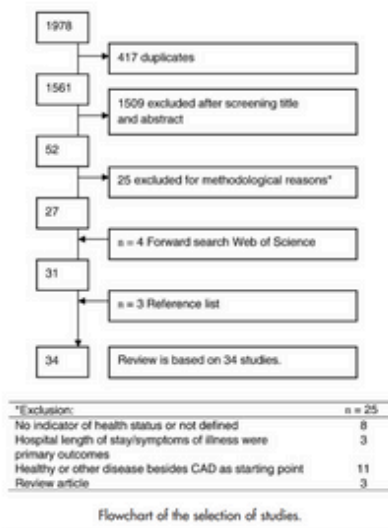 1978
417 duplicates
1561
1509 excluded after screening title
and abstract
52
25 excluded for methodological reasons*
27
n = 4 Forward search Web of Science
31
n = 3 Reference list
34
Review is based on 34 studies.
*Exclusion: n = 25
No indicator of health status or not defined 8
Hospital length of stay/symptoms of illness were 3
primary outcomes
Healthy or other disease besides CAD as starting point 11
Review article 3
Flowchart of the selection of studies.